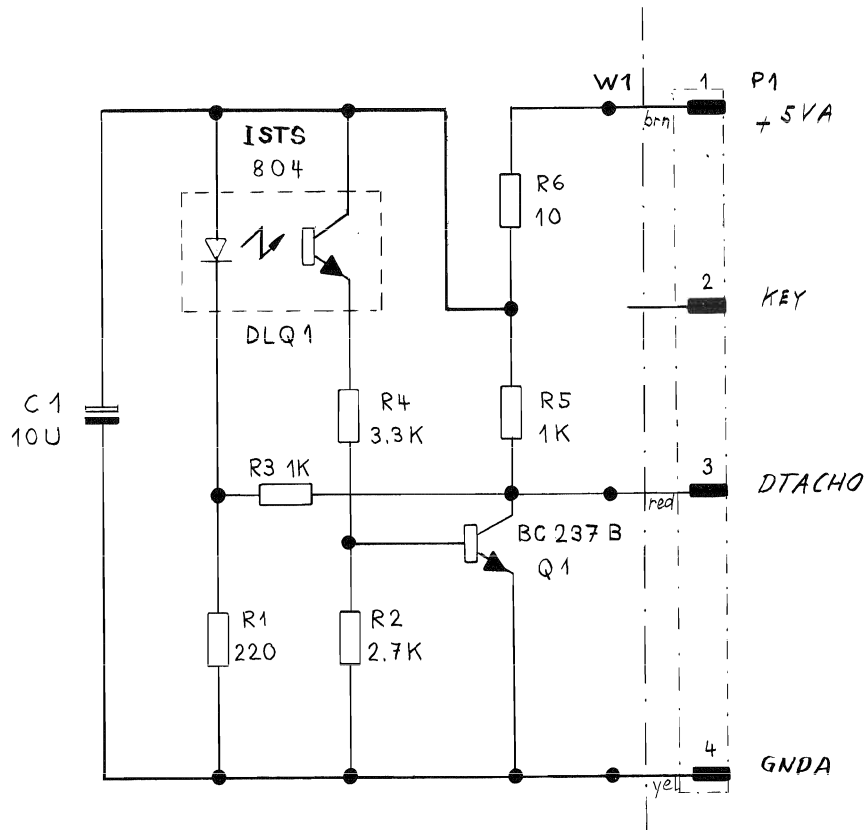 W1
1
P1
brn
+ 5VA
ISTS
804
R6
10
2
KEY
DLQ1
C1
10U
R4
3.3K
R5
1K
R3 1K
3
DTACHO
red
BC 237 B
Q1
R1
220
R2
2.7K
4
GNDA
yel